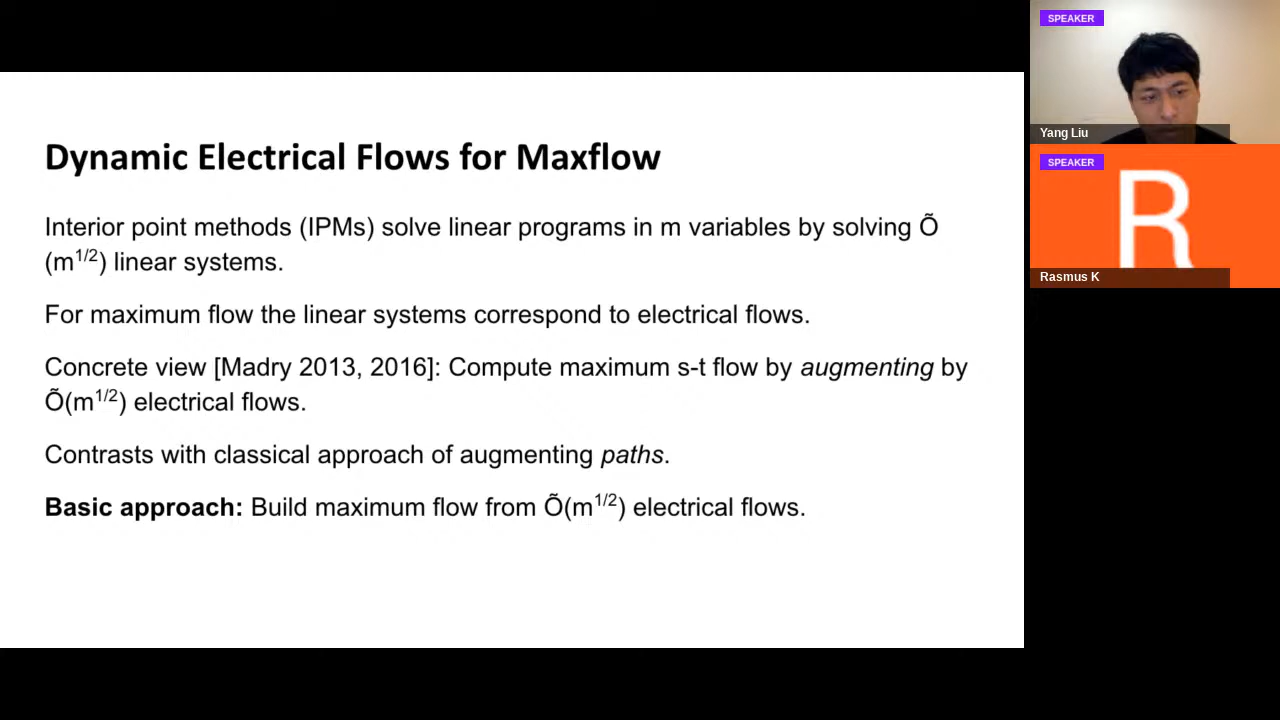 Dynamic Electrical Flows for Maxflow
Interior point methods (IPMs) solve linear programs in m variables by solving Õ
(m^1/2) linear systems.
For maximum flow the linear systems correspond to electrical flows.
Concrete view [Madry 2013, 2016]: Compute maximum s-t flow by augmenting by
Õ(m^1/2) electrical flows.
Contrasts with classical approach of augmenting paths.
Basic approach: Build maximum flow from Õ(m^1/2) electrical flows.
SPEAKER
Yang Liu
SPEAKER
R
Rasmus K